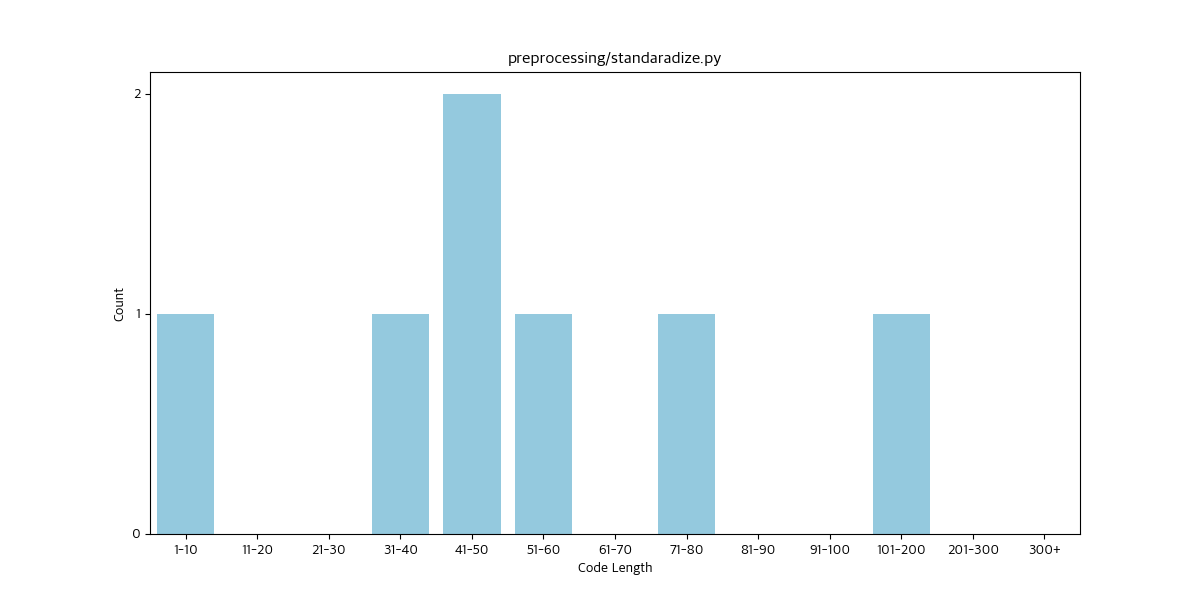 preprocessing/standaradize.py
2
1
0
Count
1-10 11-20 21-30 31-40 41-50 51-60 61-70 71-80 81-90 91-100 101-200 201-300 300+
Code Length